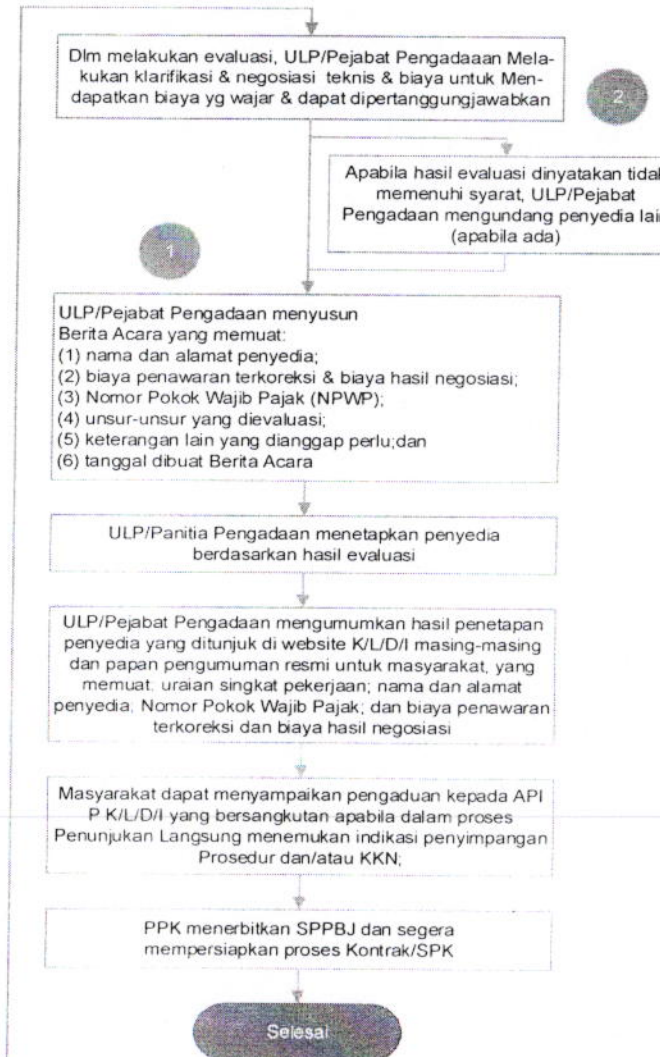 Dlm melakukan evaluasi, ULP/Pejabat Pengadaaan Mela-
kukan klarifikasi & negosiasi teknis & biaya untuk Men-
dapatkan biaya yg wajar & dapat dipertanggungjawabkan
2
Apabila hasil evaluasi dinyatakan tidak
memenuhi syarat, ULP/Pejabat
Pengadaan mengundang penyedia lain
(apabila ada)
1
ULP/Pejabat Pengadaan menyusun
Berita Acara yang memuat:
(1) nama dan alamat penyedia;
(2) biaya penawaran terkoreksi & biaya hasil negosiasi;
(3) Nomor Pokok Wajib Pajak (NPWP);
(4) unsur-unsur yang dievaluasi;
(5) keterangan lain yang dianggap perlu;dan
(6) tanggal dibuat Berita Acara
ULP/Panitia Pengadaan menetapkan penyedia
berdasarkan hasil evaluasi
ULP/Pejabat Pengadaan mengumumkan hasil penetapan
penyedia yang ditunjuk di website K/L/D/I masing-masing
dan papan pengumuman resmi untuk masyarakat, yang
memuat: uraian singkat pekerjaan; nama dan alamat
penyedia; Nomor Pokok Wajib Pajak; dan biaya penawaran
terkoreksi dan biaya hasil negosiasi
Masyarakat dapat menyampaikan pengaduan kepada API
P K/L/D/I yang bersangkutan apabila dalam proses
Penunjukan Langsung menemukan indikasi penyimpangan
Prosedur dan/atau KKN;
PPK menerbitkan SPPBJ dan segera
mempersiapkan proses Kontrak/SPK
Selesai